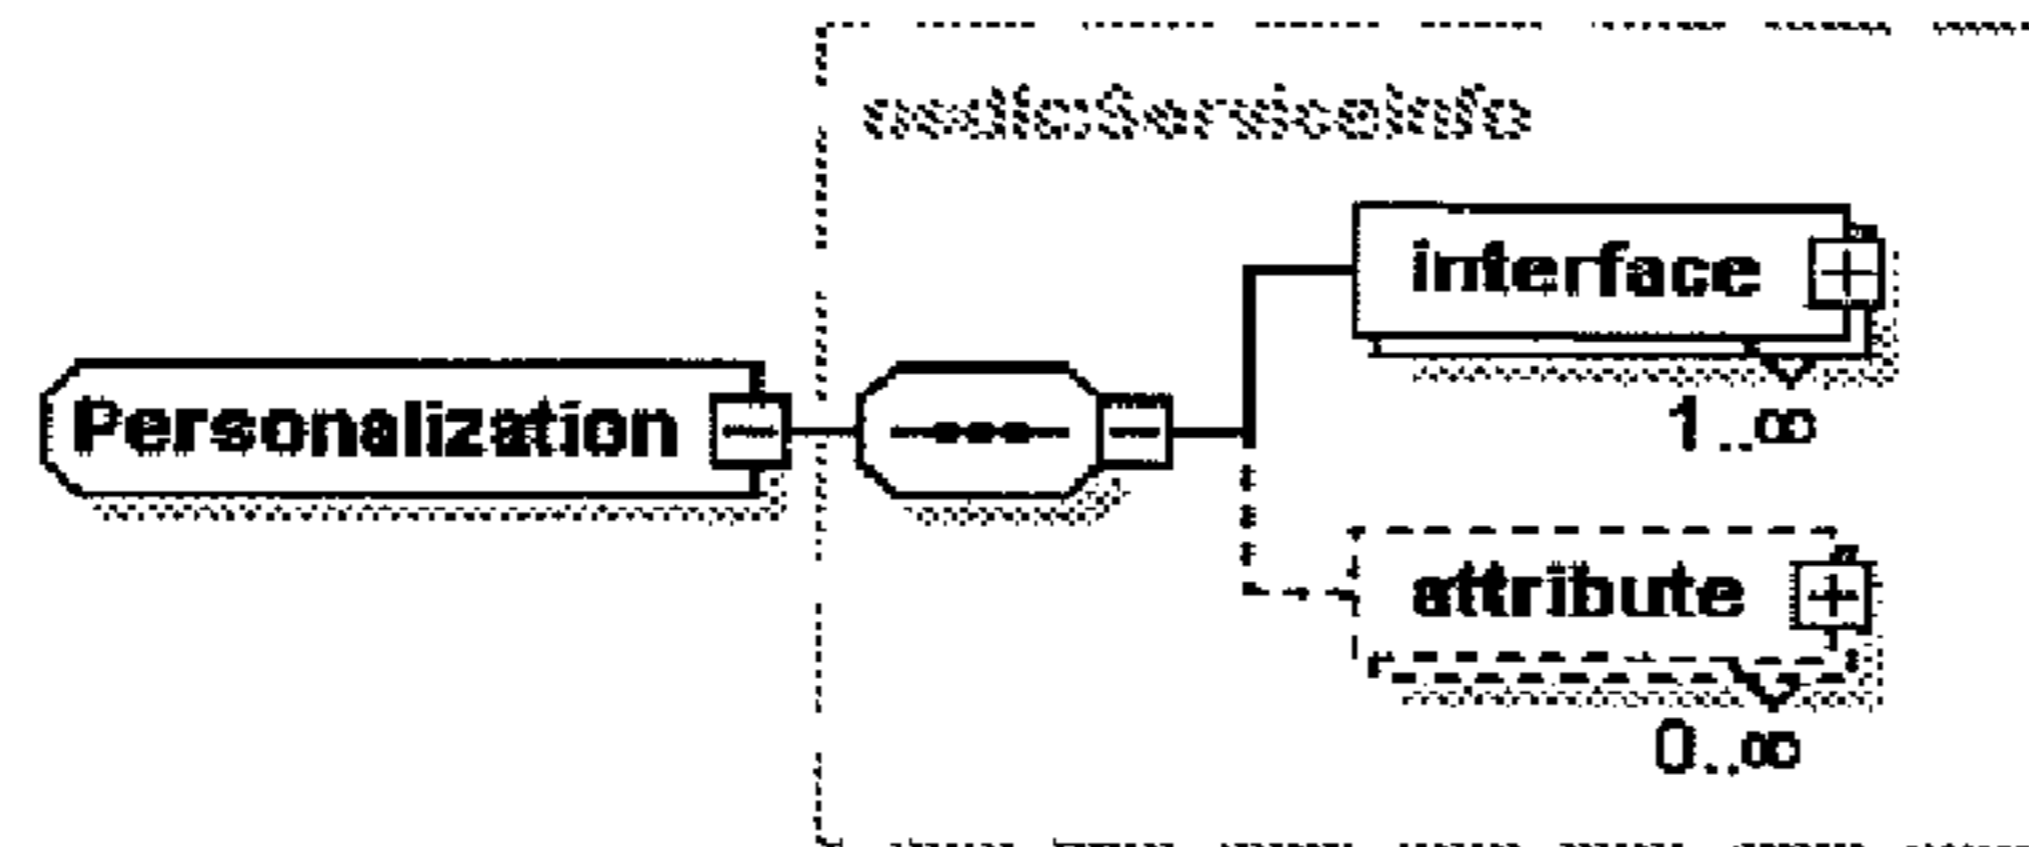 interface
1..∞
Personalization
attribute
0..∞